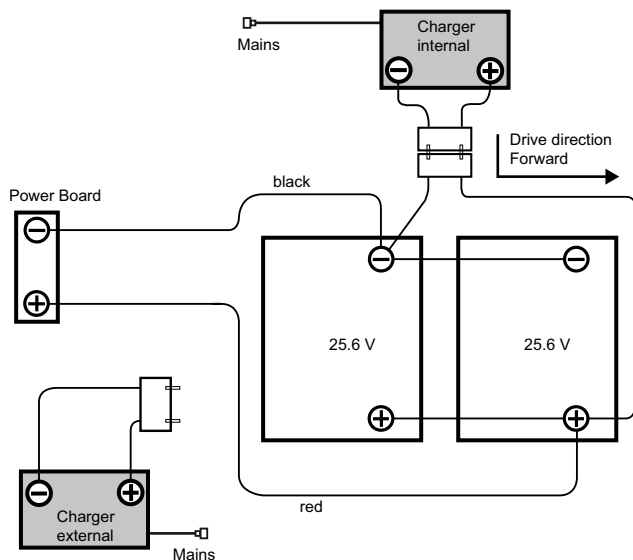 Charger
internal
Mains
Drive direction
Forward
black
Power Board
25.6 V
25.6 V
red
Charger
external
Mains